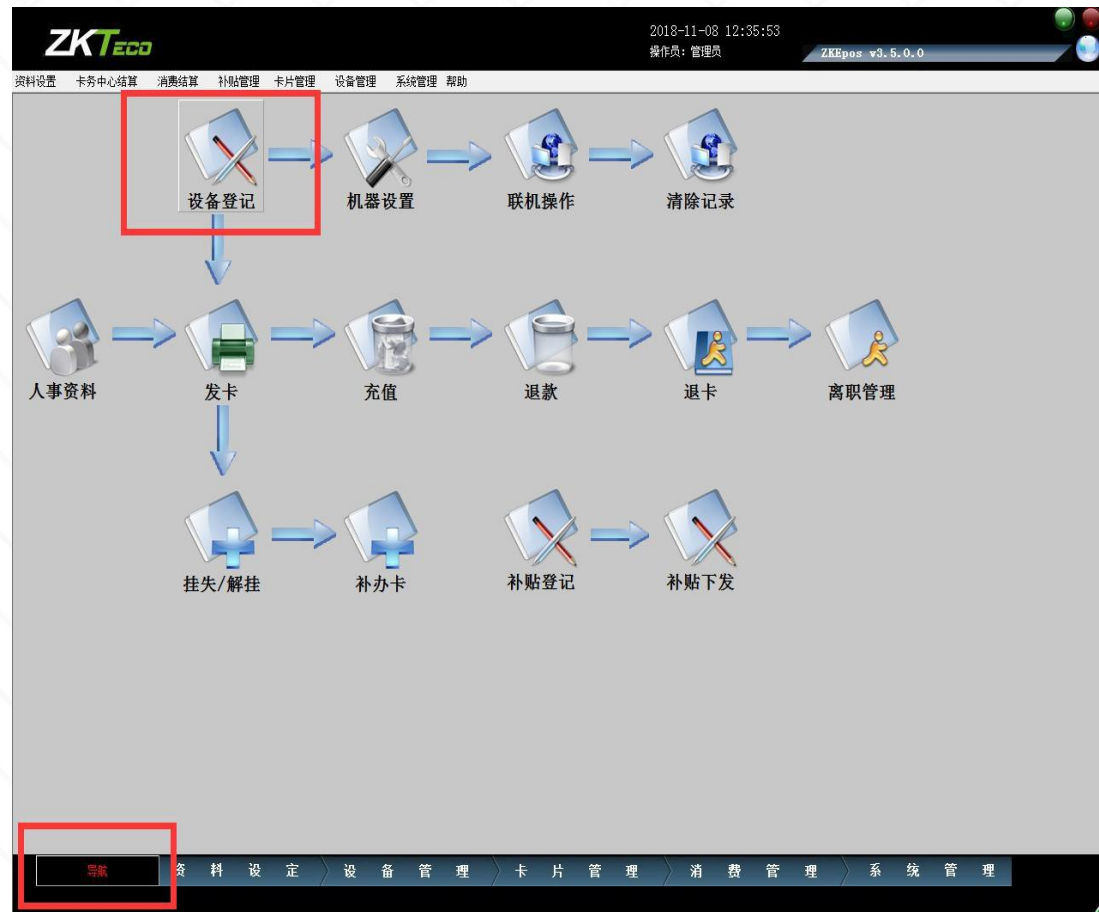 ZKTeco
2018-11-08 12:35:53
操作员: 管理员
ZKEpos v3.5.0.0
资料设置 卡务中心结算 消费结算 补贴管理 卡片管理 设备管理 系统管理 帮助
设备登记 机器设置 联机操作 清除记录
人事资料 发卡 充值 退款 退卡 离职管理
挂失/解挂 补办卡 补贴登记 补贴下发
导航 资料设定 设备管理 卡片管理 消费管理 系统管理